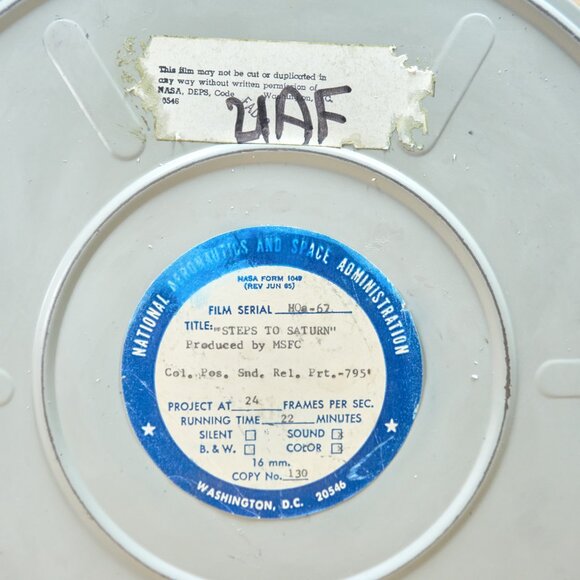 This film may not be cut or duplicated in
any way without written permission of
NASA, DEPS, Code Washington,
0546
UAF
NATIONAL AERONAUTICS AND SPACE ADMINISTRATION
NASA FORM 1049
(REV JUN 65)
FILM SERIAL HQa-67
TITLE: "STEPS TO SATURN"
Produced by MSFC
Col. Pos. Snd. Rel. Prt.-795'
PROJECT AT 24 FRAMES PER SEC.
RUNNING TIME 22 MINUTES
SILENT ☐ SOUND ☒
B. & W. ☐ COLOR ☒
16 mm.
COPY No. 130
WASHINGTON, D.C. 20546